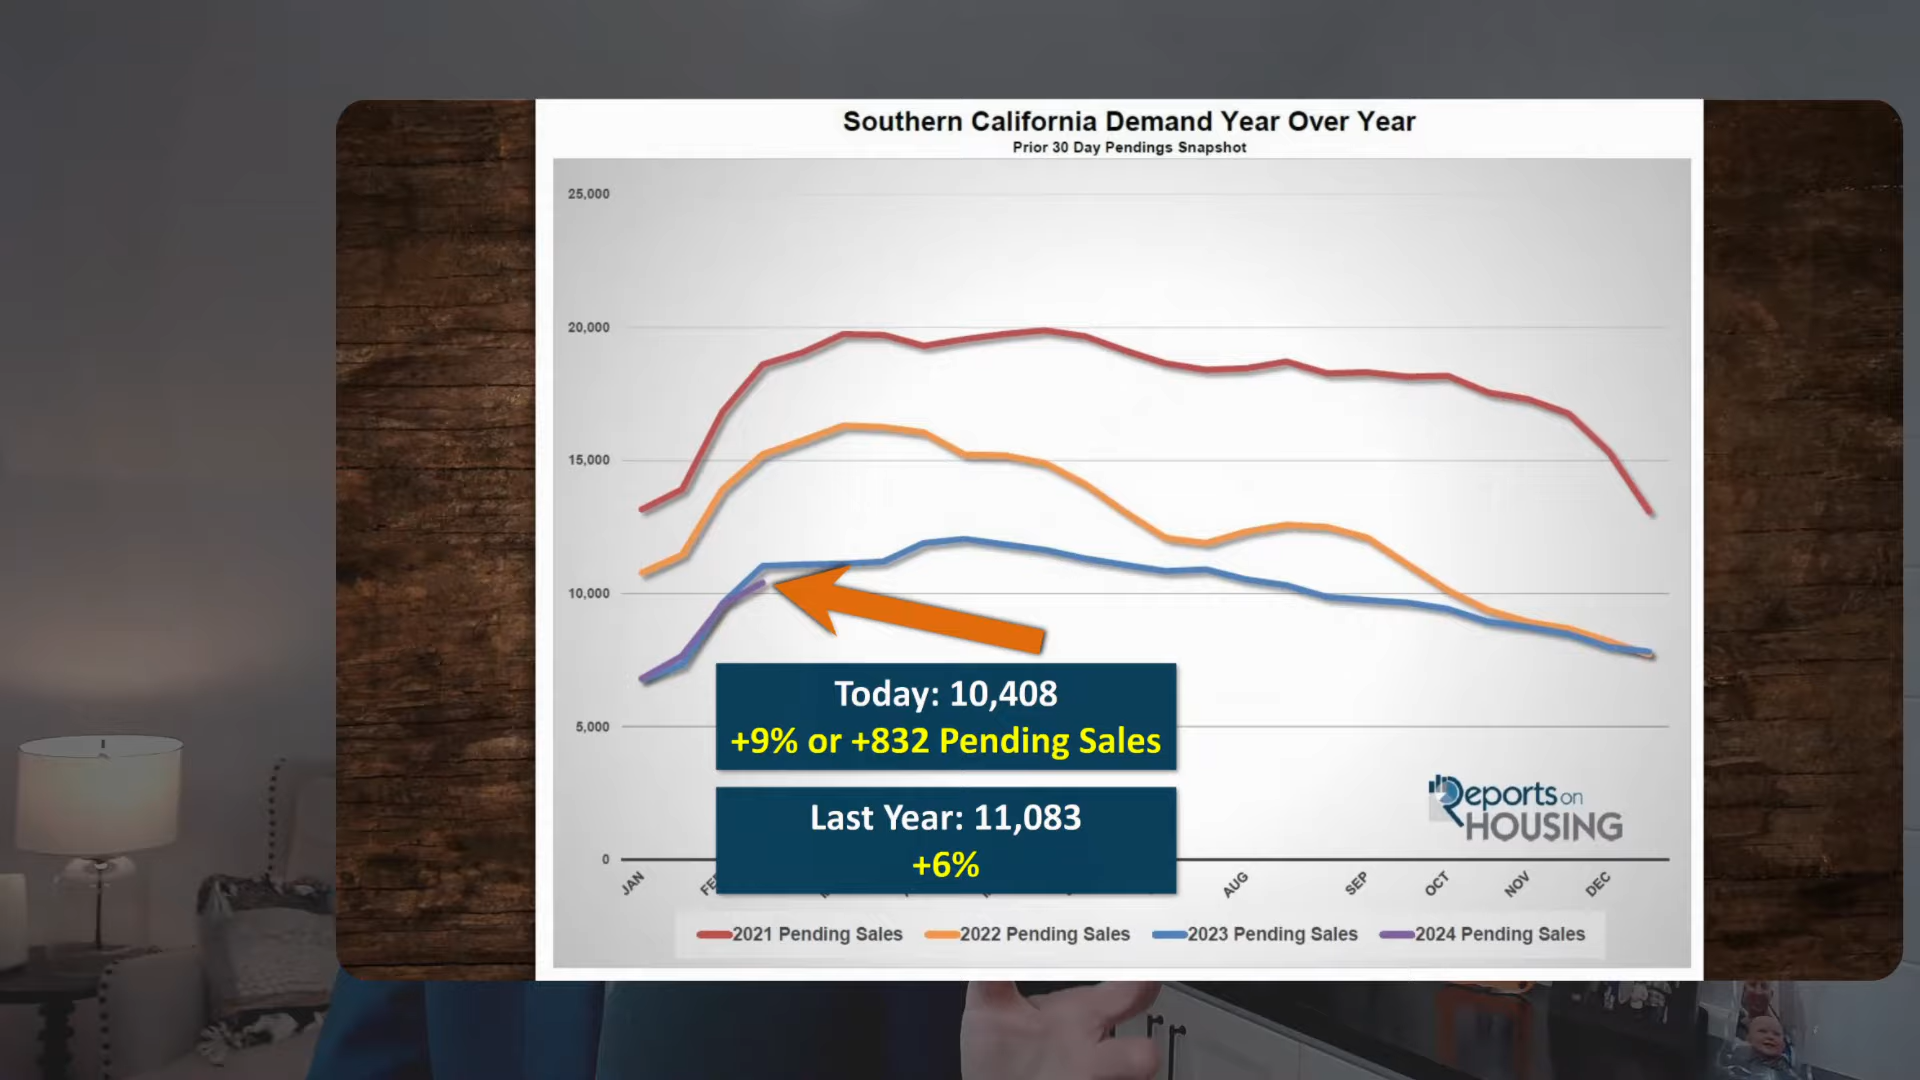 Southern California Demand Year Over Year
Prior 30 Day Pendings Snapshot
25,000
20,000
15,000
10,000
5,000
0
Today: 10,408
+9% or +832 Pending Sales
Last Year: 11,083
+6%
Reports on
HOUSING
JAN
AUG
SEP
OCT
NOV
DEC
2021 Pending Sales
2022 Pending Sales
2023 Pending Sales
2024 Pending Sales